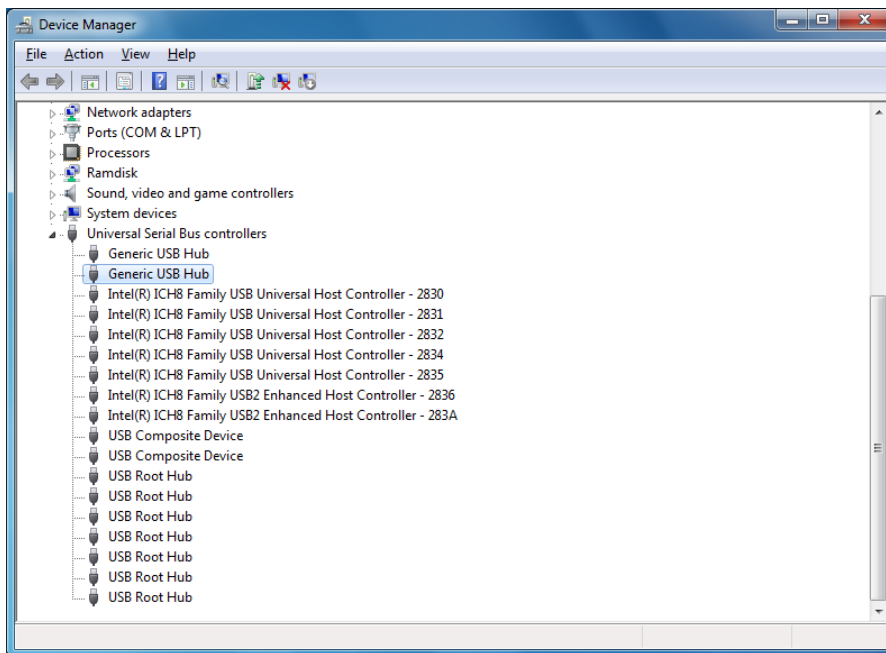 Device Manager
File Action View Help
Network adapters
Ports (COM & LPT)
Processors
Ramdisk
Sound, video and game controllers
System devices
Universal Serial Bus controllers
Generic USB Hub
Generic USB Hub
Intel(R) ICH8 Family USB Universal Host Controller - 2830
Intel(R) ICH8 Family USB Universal Host Controller - 2831
Intel(R) ICH8 Family USB Universal Host Controller - 2832
Intel(R) ICH8 Family USB Universal Host Controller - 2834
Intel(R) ICH8 Family USB Universal Host Controller - 2835
Intel(R) ICH8 Family USB2 Enhanced Host Controller - 2836
Intel(R) ICH8 Family USB2 Enhanced Host Controller - 283A
USB Composite Device
USB Composite Device
USB Root Hub
USB Root Hub
USB Root Hub
USB Root Hub
USB Root Hub
USB Root Hub
USB Root Hub